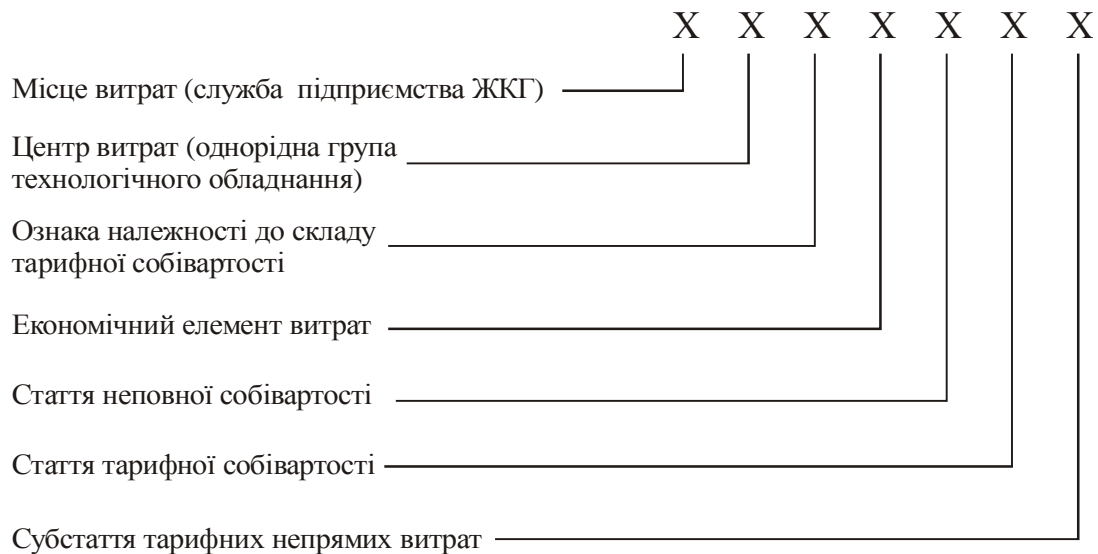 X X X X X X X
Місце витрат (служба підприємства ЖКГ)
Центр витрат (однорідна група
технологічного обладнання)
Ознака належності до складу
тарифної собівартості
Економічний елемент витрат
Стаття неповної собівартості
Стаття тарифної собівартості
Субстаття тарифних непрямих витрат